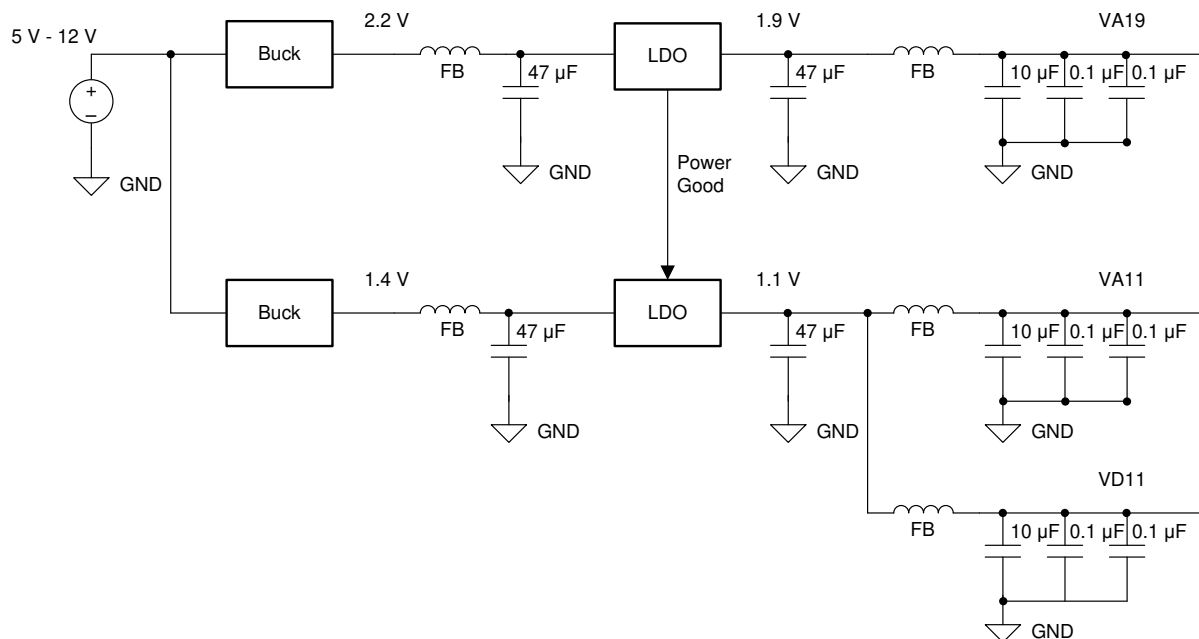 5 V - 12 V
2.2 V
1.9 V
VA19
Buck
FB
47 µF
LDO
47 µF
FB
10 µF
0.1 µF
0.1 µF
+
−
GND
GND
GND
GND
Power
Good
1.4 V
1.1 V
VA11
Buck
FB
47 µF
LDO
47 µF
FB
10 µF
0.1 µF
0.1 µF
GND
GND
GND
VD11
FB
10 µF
0.1 µF
0.1 µF
GND